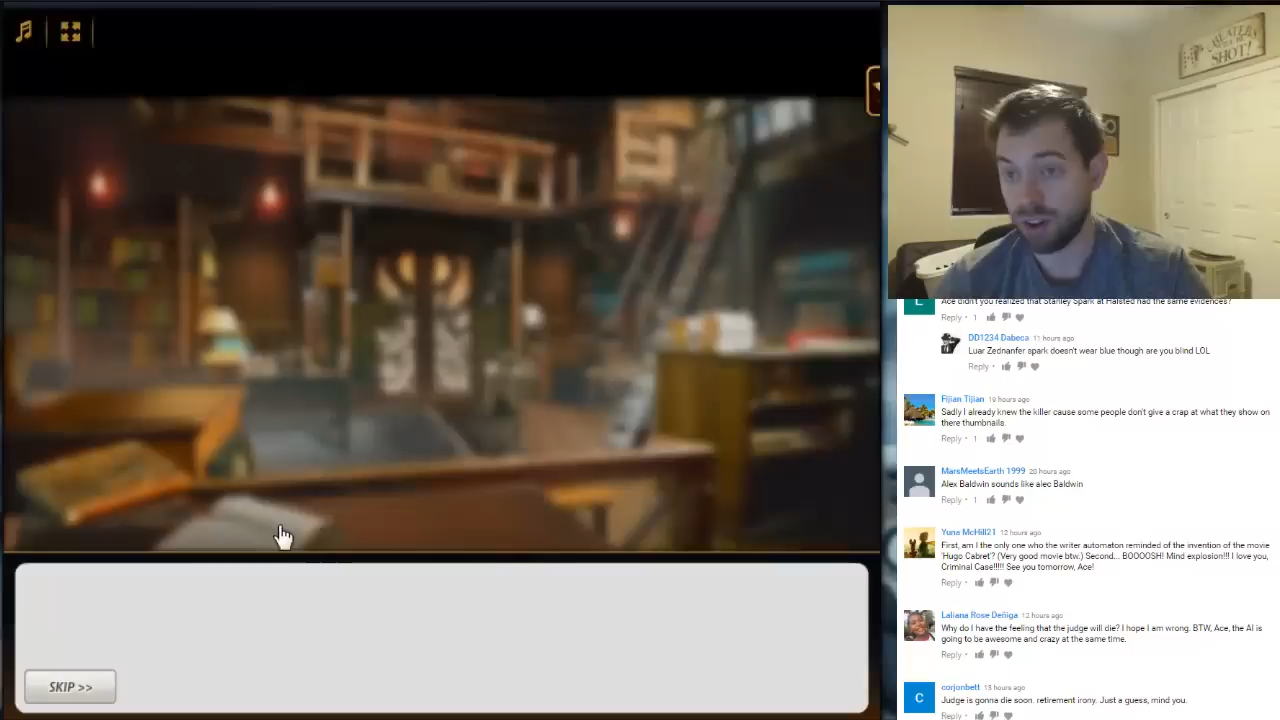 CHEATERS
WILL BE
SHOT!
L
Ace didn't you realized that Stanley Spark at Halsted had the same evidences?
Reply • 1
DD1234 Dabeca 11 hours ago
Luar Zednanfer spark doesn't wear blue though are you blind LOL
Reply •
Fijian Tijian 19 hours ago
Sadly I already knew the killer cause some people don't give a crap at what they show on
there thumbnails.
Reply • 1
MarsMeetsEarth 1999 20 hours ago
Alex Baldwin sounds like alec Baldwin
Reply • 1
Yuna McHill21 12 hours ago
First, am I the only one who the writer automaton reminded of the invention of the movie
'Hugo Cabret'? (Very good movie btw.) Second... BOOOOSH! Mind explosion!!! I love you,
Criminal Case!!!!! See you tomorrow, Ace!
Reply •
Laliana Rose Deñiga 12 hours ago
Why do I have the feeling that the judge will die? I hope I am wrong. BTW, Ace, the AI is
going to be awesome and crazy at the same time.
Reply •
C
corjonbett 13 hours ago
Judge is gonna die soon. retirement irony. Just a guess, mind you.
Reply •
SKIP >>